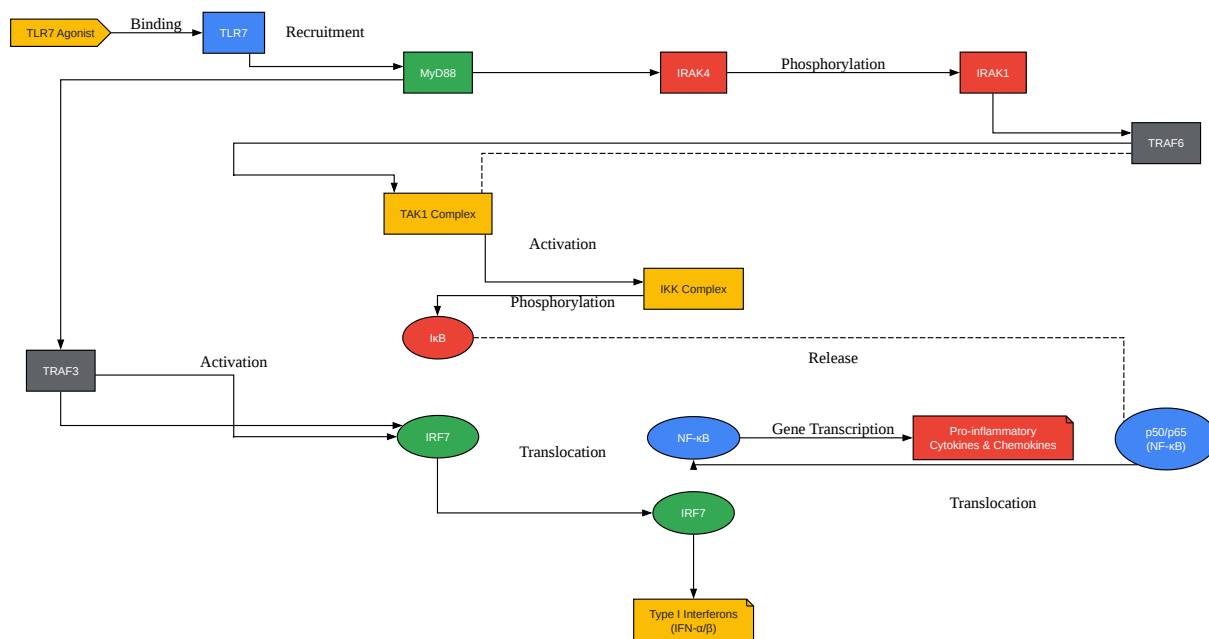 TLR7 Agonist
Binding
TLR7
Recruitment
MyD88
IRAK4
Phosphorylation
IRAK1
TRAF6
TAK1 Complex
Activation
IKK Complex
Phosphorylation
IκB
Release
TRAF3
Activation
IRF7
Translocation
NF-κB
Gene Transcription
Pro-inflammatory
Cytokines & Chemokines
p50/p65
(NF-κB)
Translocation
IRF7
Type I Interferons
(IFN-α/β)